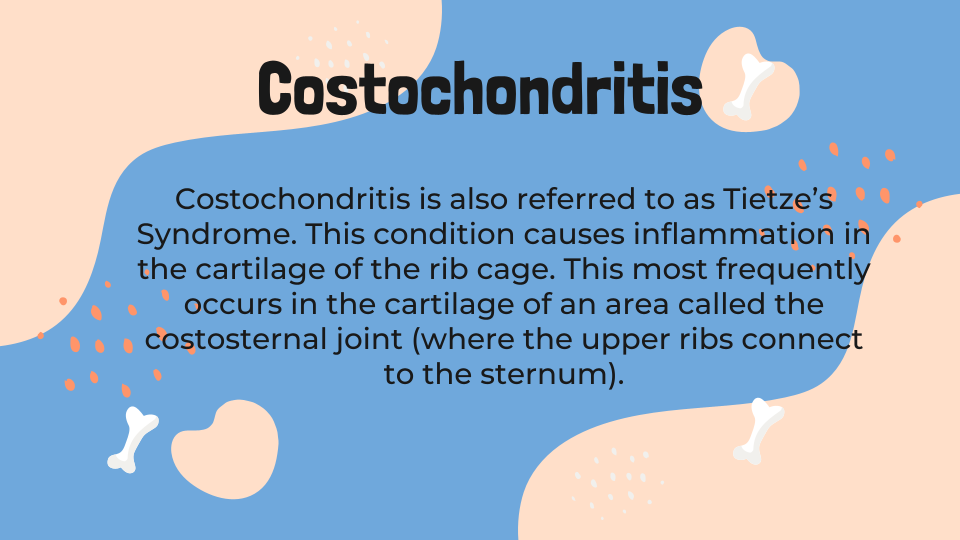 Costochondritis
Costochondritis is also referred to as Tietze’s
Syndrome. This condition causes inflammation in
the cartilage of the rib cage. This most frequently
occurs in the cartilage of an area called the
costosternal joint (where the upper ribs connect
to the sternum).